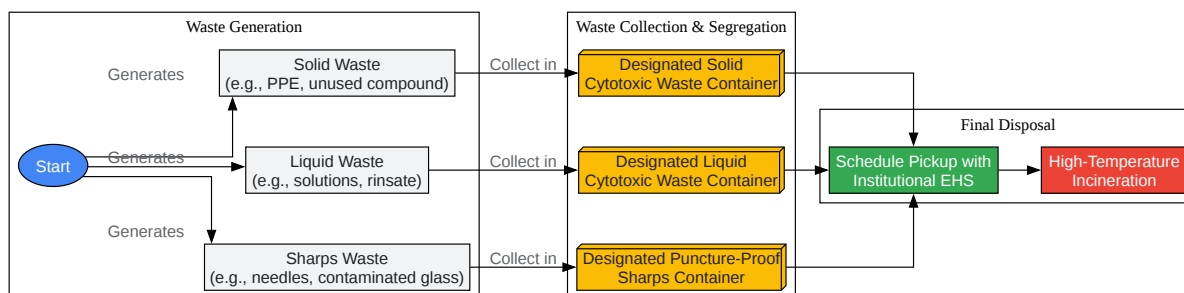 Waste Generation
Waste Collection & Segregation
Final Disposal
Start
Generates
Solid Waste
(e.g., PPE, unused compound)
Collect in
Designated Solid
Cytotoxic Waste Container
Generates
Liquid Waste
(e.g., solutions, rinsate)
Collect in
Designated Liquid
Cytotoxic Waste Container
Generates
Sharps Waste
(e.g., needles, contaminated glass)
Collect in
Designated Puncture-Proof
Sharps Container
Schedule Pickup with
Institutional EHS
High-Temperature
Incineration